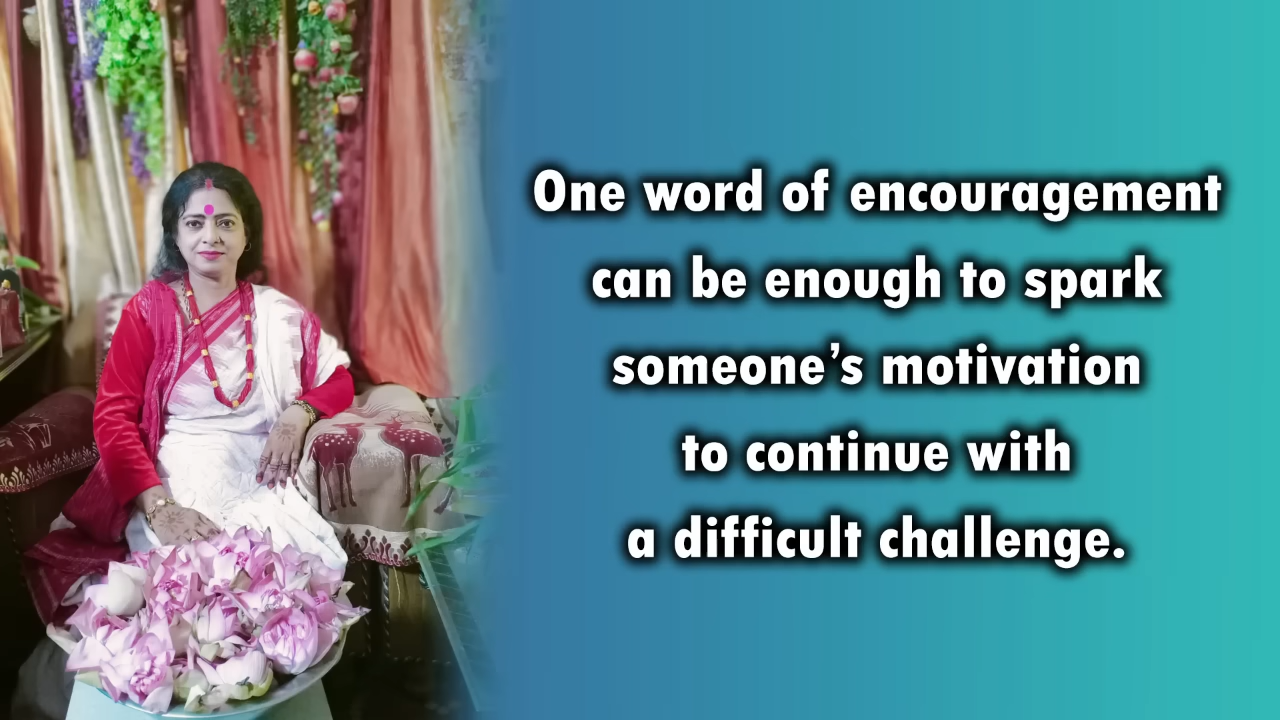 One word of encouragement
can be enough to spark
someone’s motivation
to continue with
a difficult challenge.